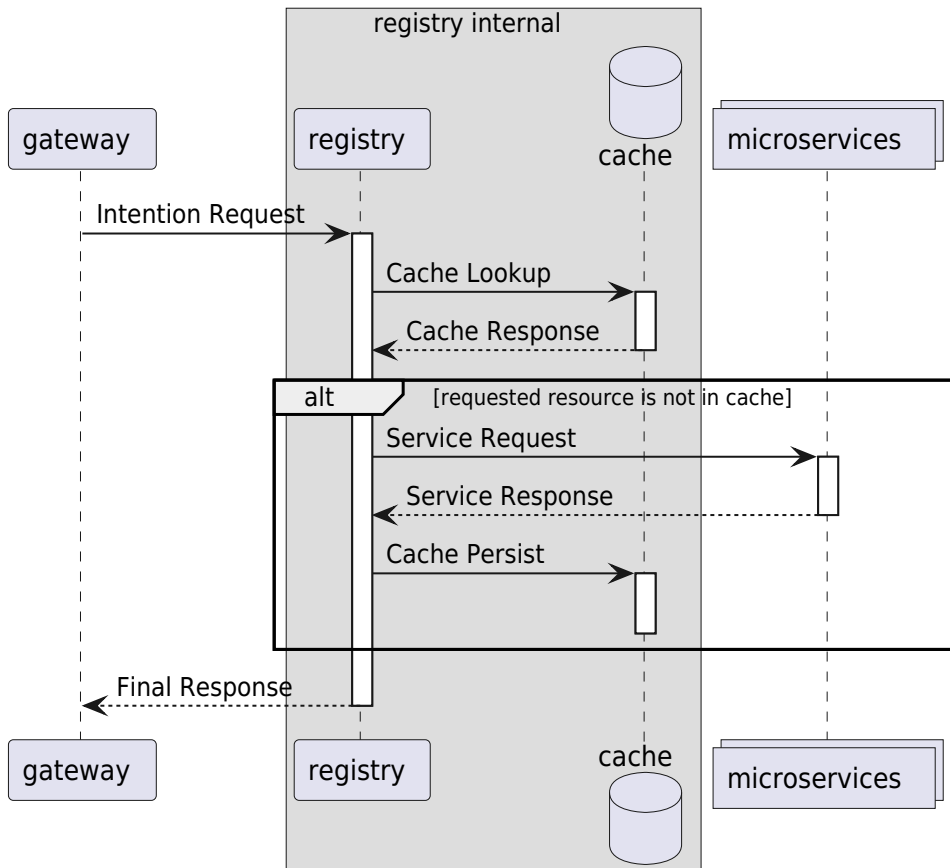 registry internal
gateway
registry
cache
microservices
Intention Request
Cache Lookup
Cache Response
alt
[requested resource is not in cache]
Service Request
Service Response
Cache Persist
Final Response
gateway
registry
cache
microservices